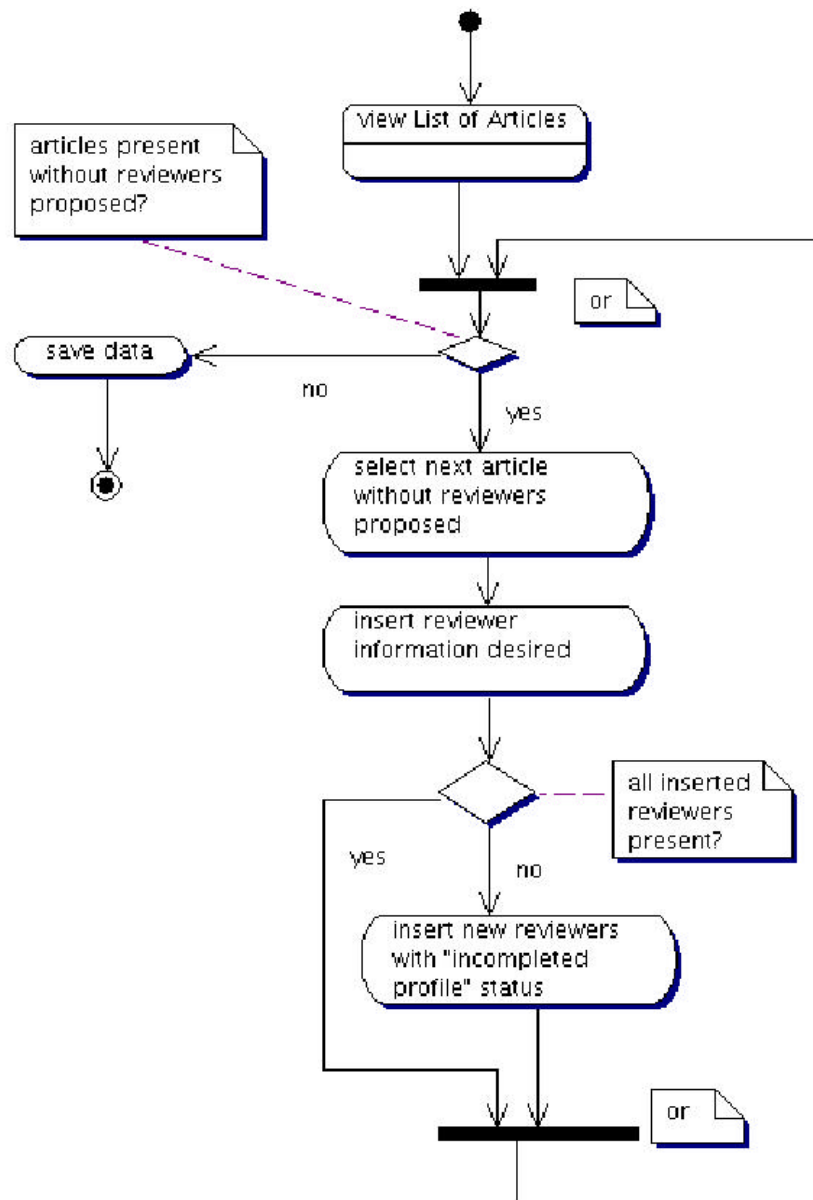 view List of Articles
articles present
without reviewers
proposed?
or
save data
no
yes
select next article
without reviewers
proposed
insert reviewer
information desired
all inserted
reviewers
present?
yes
no
insert new reviewers
with "incompleted
profile" status
or